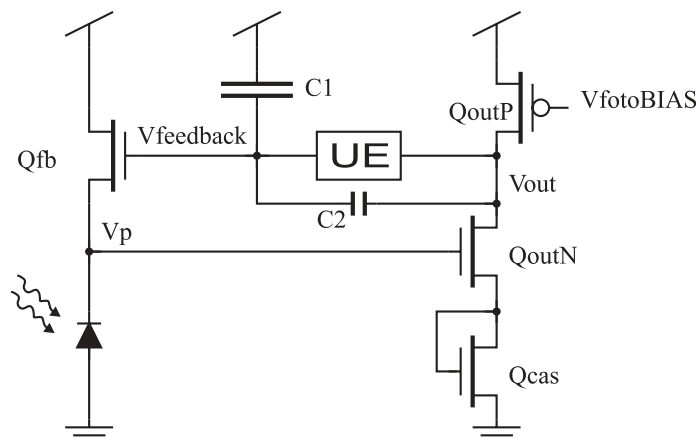 C1
QoutP
VfotoBIAS
Vfeedback
Qfb
UE
Vout
C2
Vp
QoutN
Qcas